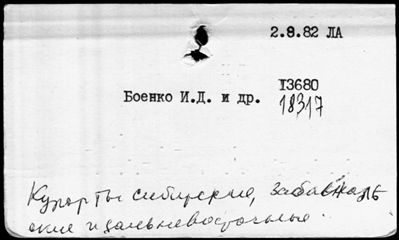 2.8.82 ЛА
13680
Боенко И.Д. и др.
18317
Курорты сибирские, забайкаль
ские и дальневосточные.